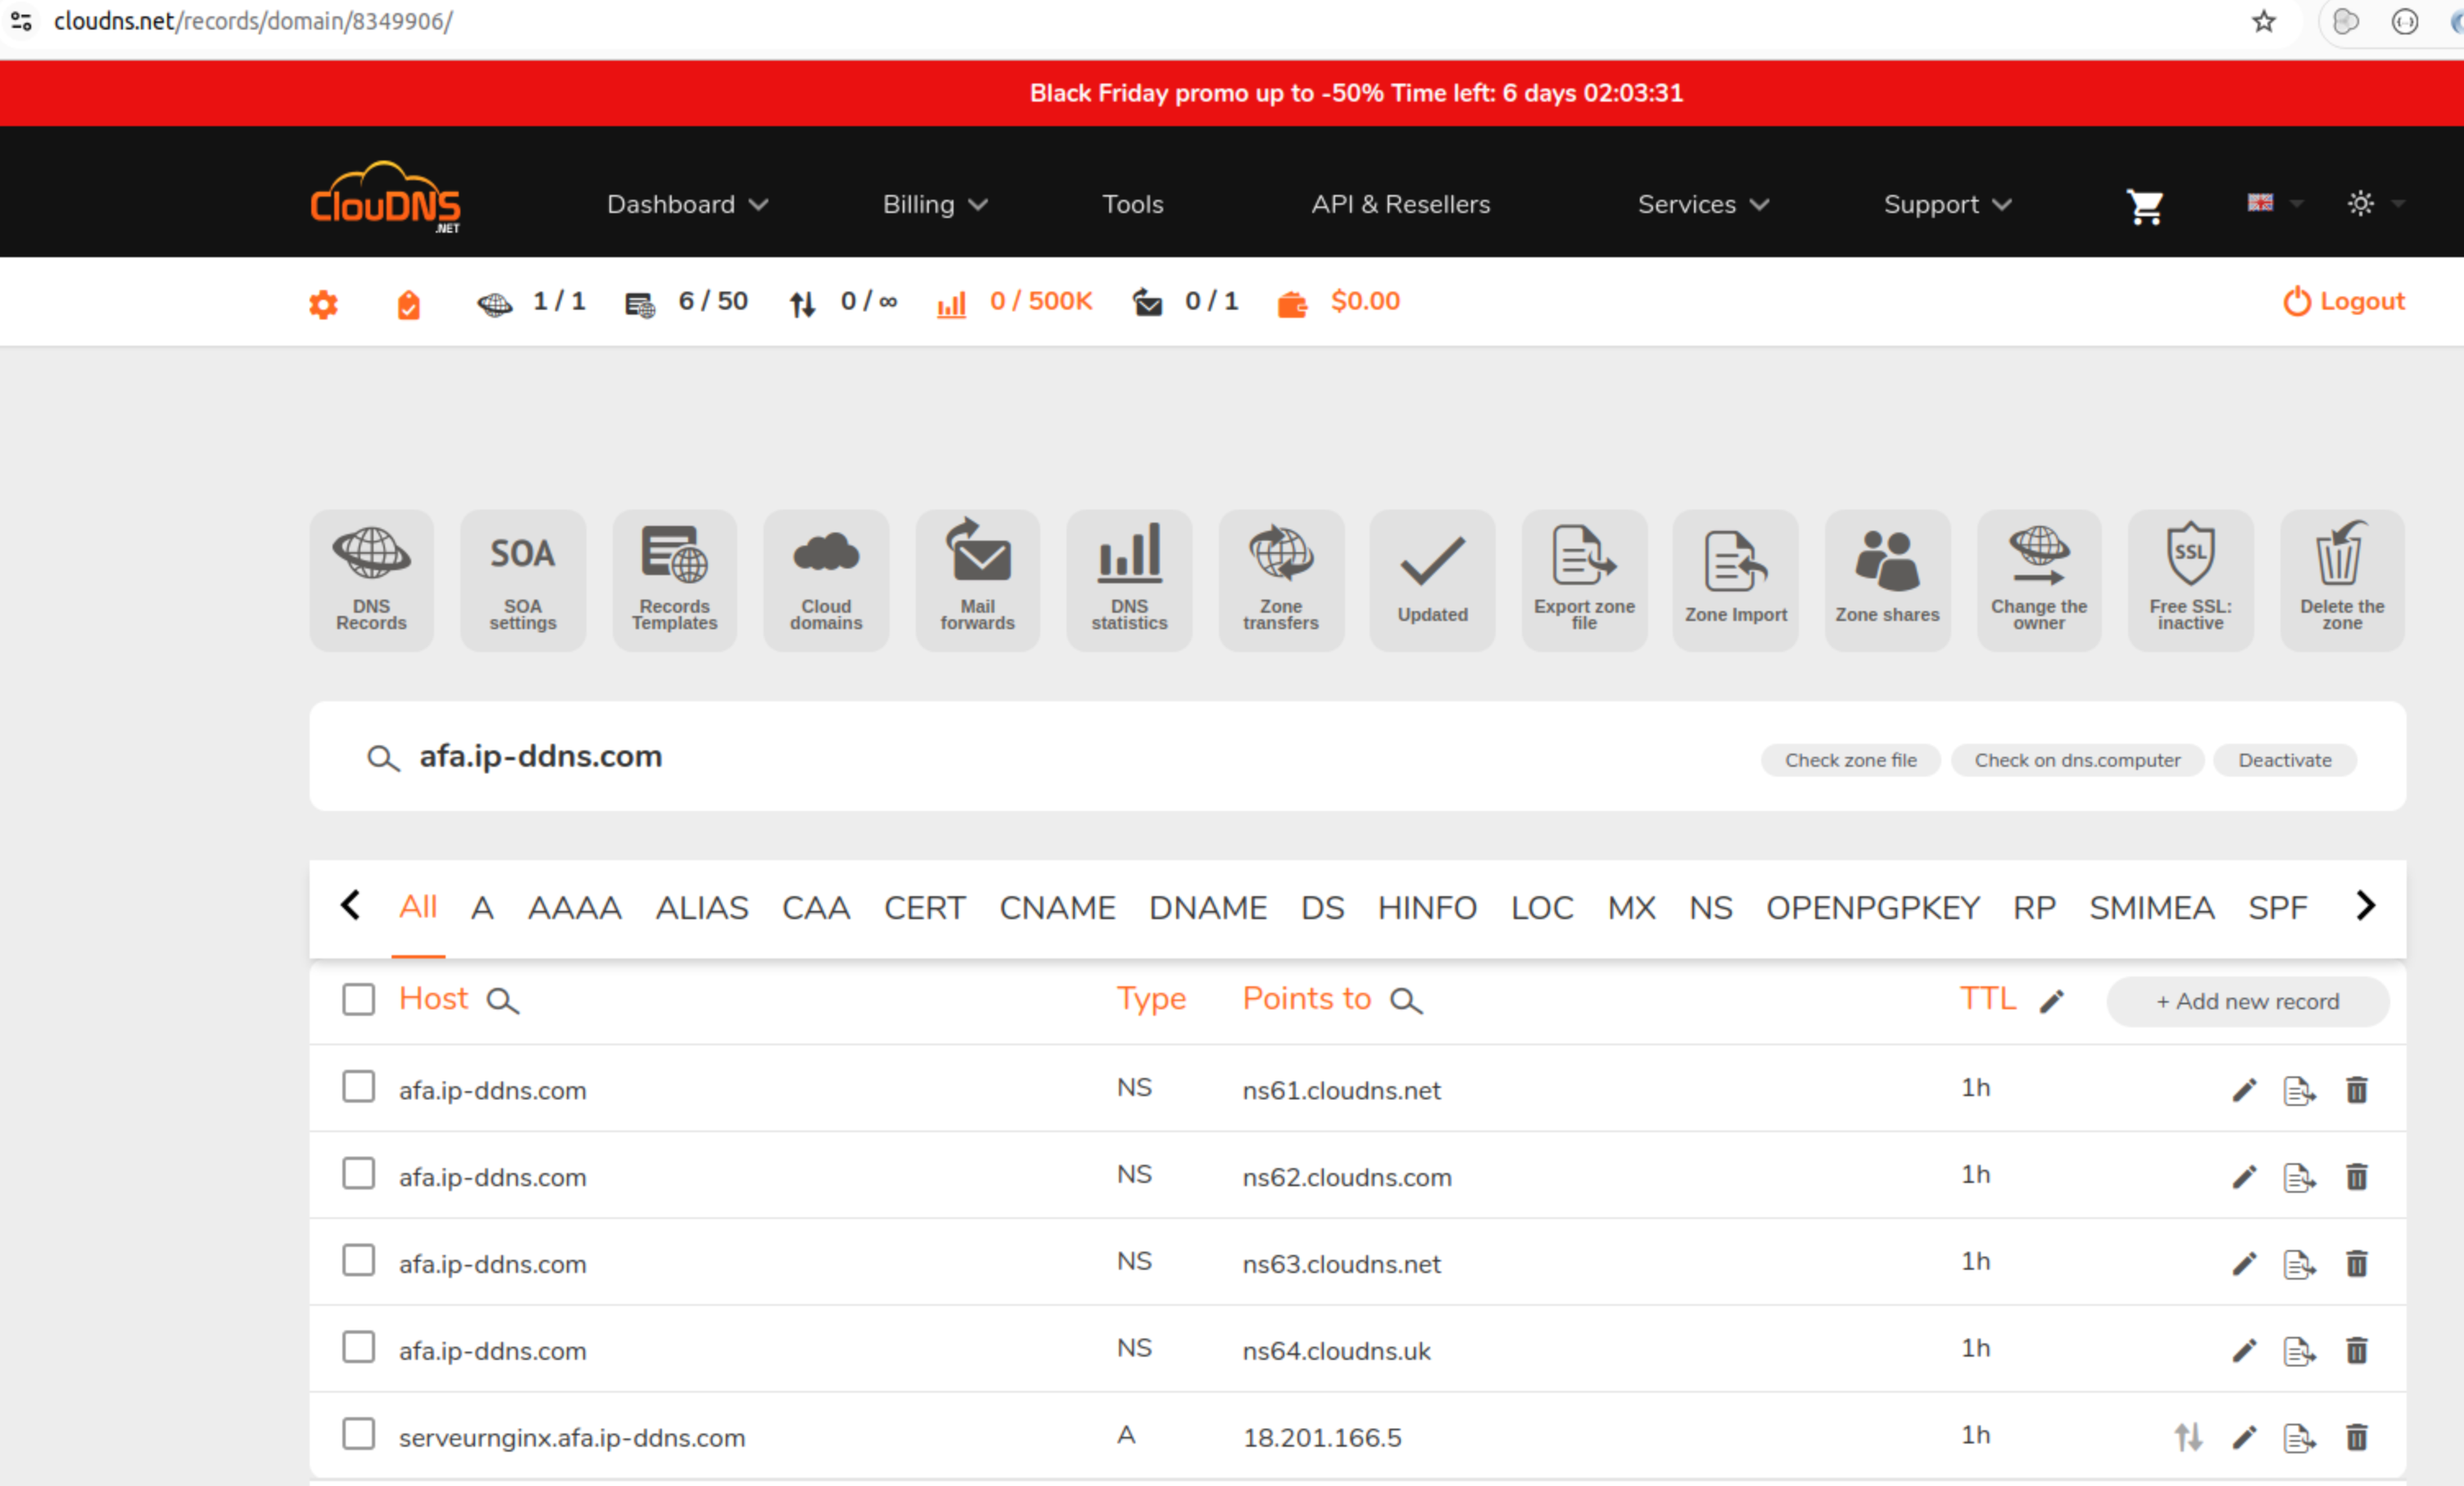 cloudns.net/records/domain/8349906/
Black Friday promo up to -50% Time left: 6 days 02:03:31
ClouDNS .NET Dashboard Billing Tools API & Resellers Services Support
1 / 1 6 / 50 0 / ∞ 0 / 500K 0 / 1 $0.00 Logout
DNS Records
SOA SOA settings
Records Templates
Cloud domains
Mail forwards
DNS statistics
Zone transfers
Updated
Export zone file
Zone Import
Zone shares
Change the owner
SSL Free SSL: inactive
Delete the zone
afa.ip-ddns.com Check zone file Check on dns.computer Deactivate
All A AAAA ALIAS CAA CERT CNAME DNAME DS HINFO LOC MX NS OPENPGPKEY RP SMIMEA SPF
Host Type Points to TTL + Add new record
afa.ip-ddns.com NS ns61.cloudns.net 1h
afa.ip-ddns.com NS ns62.cloudns.com 1h
afa.ip-ddns.com NS ns63.cloudns.net 1h
afa.ip-ddns.com NS ns64.cloudns.uk 1h
serveurnginx.afa.ip-ddns.com A 18.201.166.5 1h